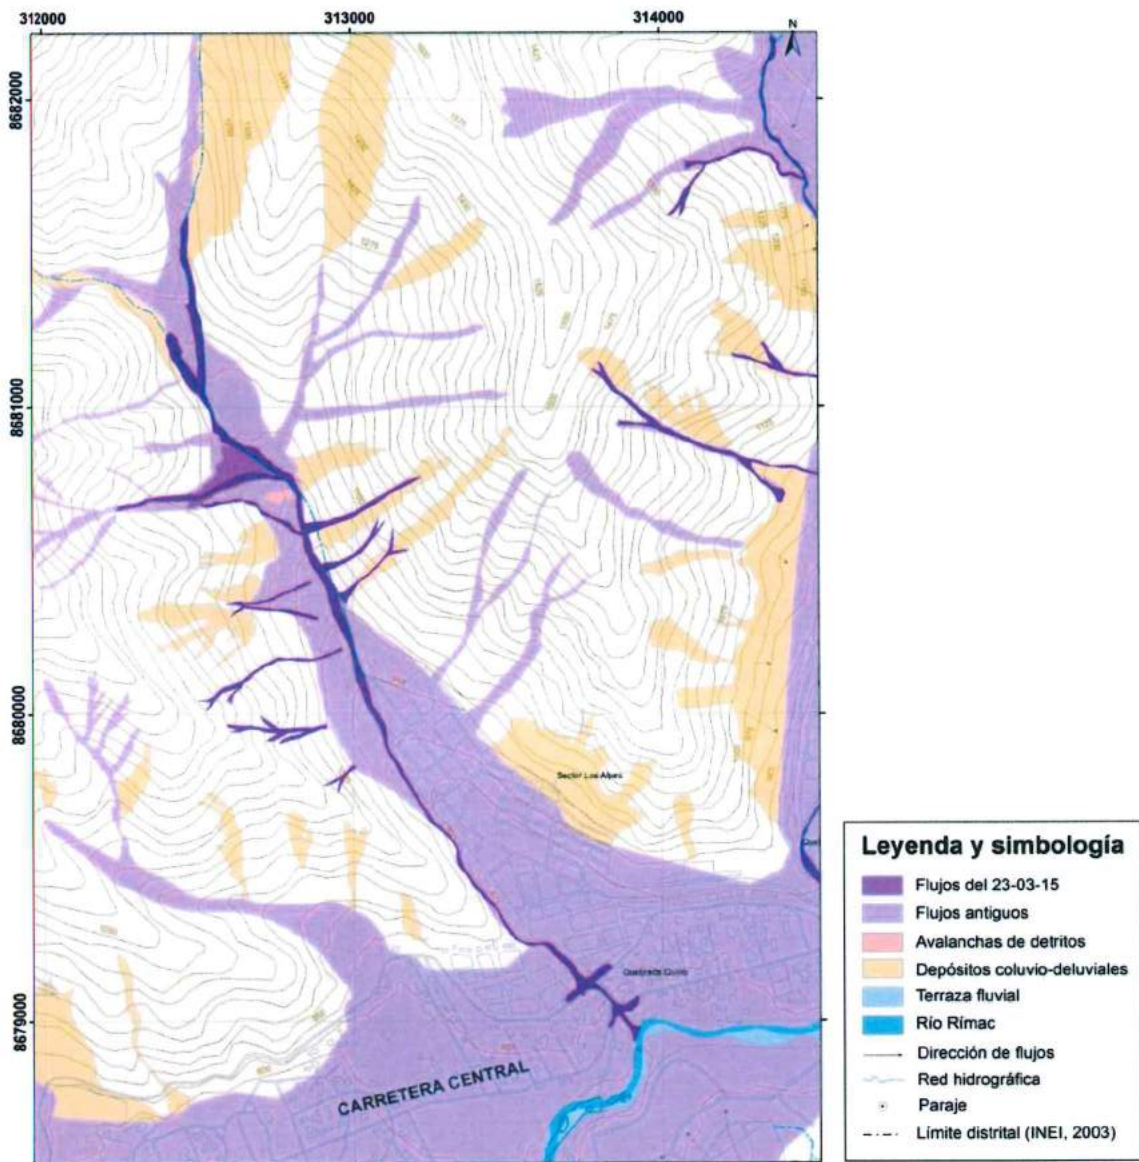 312000
313000
314000
N
8682000
8681000
8680000
8679000
Sector Los Alpes
Quebrada Quirio
CARRETERA CENTRAL
Leyenda y simbología
Flujos del 23-03-15
Flujos antiguos
Avalanchas de detritos
Depósitos coluvio-deluviales
Terraza fluvial
Río Rímac
Dirección de flujos
Red hidrográfica
Paraje
Límite distrital (INEI, 2003)